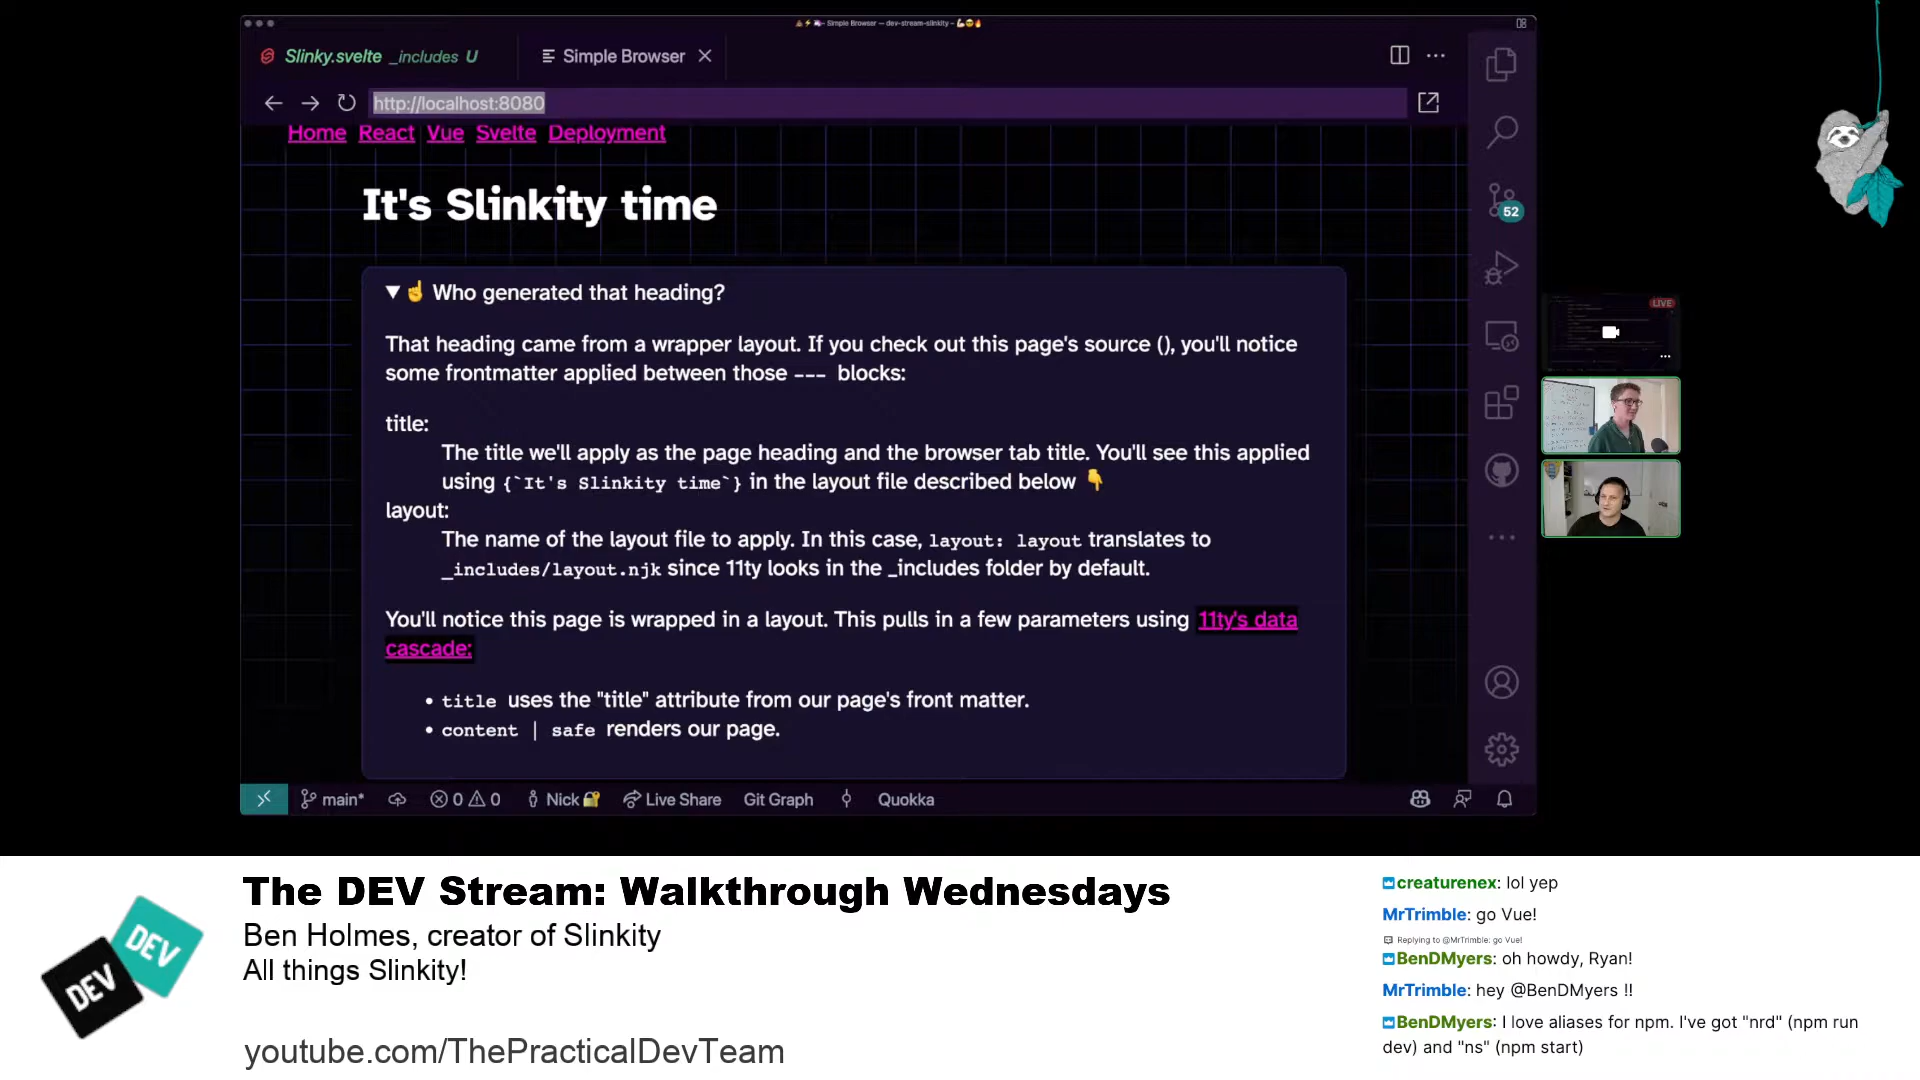 Simple Browser — dev-stream-slinkity –
Slinky.svelte _includes U
Simple Browser
http://localhost:8080
Home React Vue Svelte Deployment
It's Slinkity time
▼☝ Who generated that heading?
That heading came from a wrapper layout. If you check out this page's source (), you'll notice
some frontmatter applied between those --- blocks:
title:
The title we'll apply as the page heading and the browser tab title. You'll see this applied
using {`It's Slinkity time`} in the layout file described below 👇
layout:
The name of the layout file to apply. In this case, layout: layout translates to
_includes/layout.njk since 11ty looks in the _includes folder by default.
You'll notice this page is wrapped in a layout. This pulls in a few parameters using 11ty's data
cascade:
• title uses the "title" attribute from our page's front matter.
• content | safe renders our page.
52
LIVE
main* 0 0 Nick🔐 Live Share Git Graph Quokka
DEV
DEV
The DEV Stream: Walkthrough Wednesdays
Ben Holmes, creator of Slinkity
All things Slinkity!
youtube.com/ThePracticalDevTeam
creaturenex: lol yep
MrTrimble: go Vue!
Replying to @MrTrimble: go Vue!
BenDMyers: oh howdy, Ryan!
MrTrimble: hey @BenDMyers !!
BenDMyers: I love aliases for npm. I've got "nrd" (npm run
dev) and "ns" (npm start)